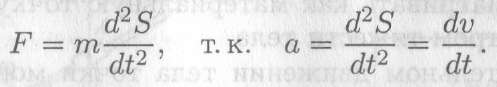 F = m d²S/dt², т. к. a = d²S/dt² = dv/dt.